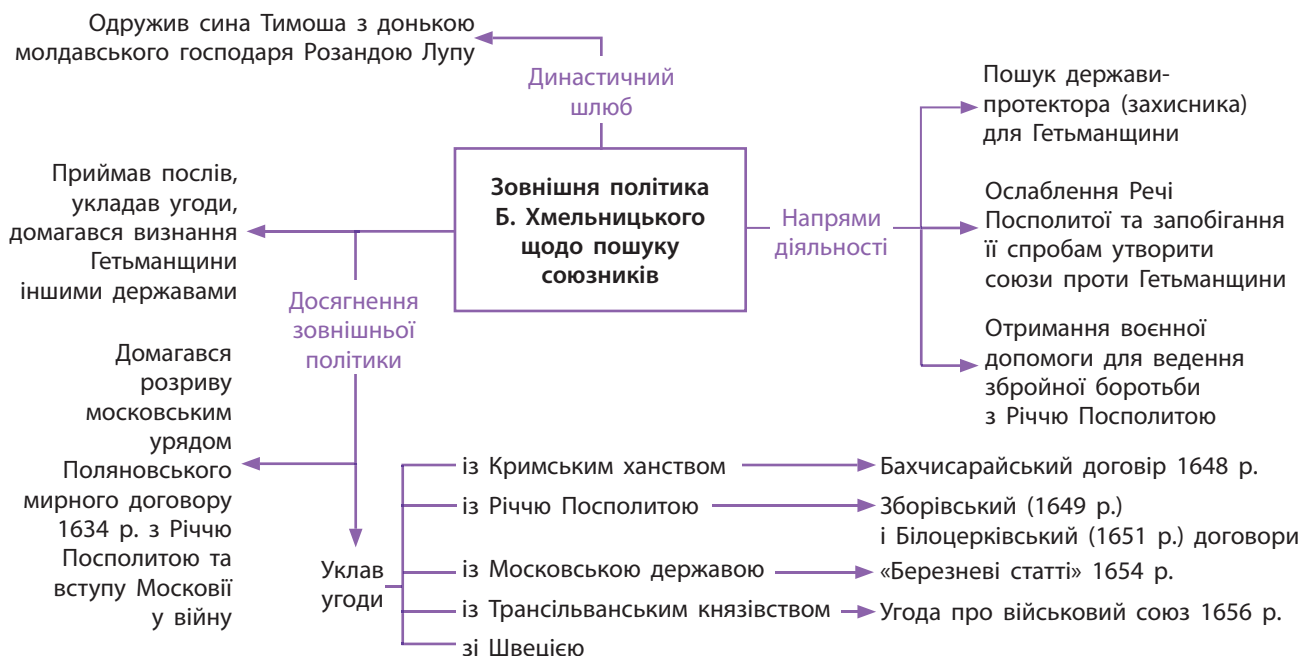 Одружив сина Тимоша з донькою
молдавського господаря Розандою Лупу
Династичний
шлюб
Зовнішня політика
Б. Хмельницького
щодо пошуку
союзників
Напрями
діяльності
Пошук держави-
протектора (захисника)
для Гетьманщини
Ослаблення Речі
Посполитої та запобігання
її спробам утворити
союзи проти Гетьманщини
Отримання воєнної
допомоги для ведення
збройної боротьби
з Річчю Посполитою
Приймав послів,
укладав угоди,
домагався визнання
Гетьманщини
іншими державами
Досягнення
зовнішньої
політики
Домагався
розриву
московським
урядом
Поляновського
мирного договору
1634 р. з Річчю
Посполитою та
вступу Московії
у війну
Уклав
угоди
із Кримським ханством
Бахчисарайський договір 1648 р.
із Річчю Посполитою
Зборівський (1649 р.)
і Білоцерківський (1651 р.) договори
із Московською державою
«Березневі статті» 1654 р.
із Трансільванським князівством
Угода про військовий союз 1656 р.
зі Швецією